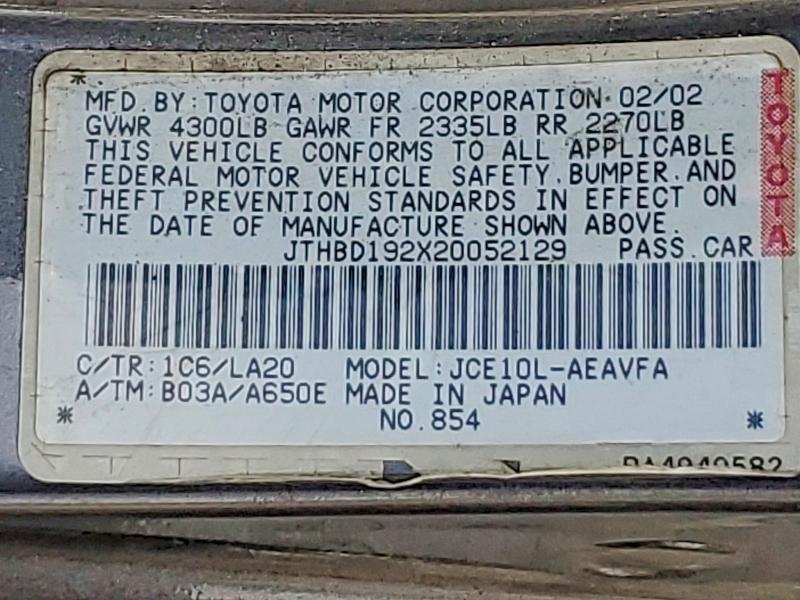 MFD. BY: TOYOTA MOTOR CORPORATION 02/02
GVWR 4300LB GAWR FR 2335LB RR 2270LB
THIS VEHICLE CONFORMS TO ALL APPLICABLE
FEDERAL MOTOR VEHICLE SAFETY. BUMPER. AND
THEFT PREVENTION STANDARDS IN EFFECT ON
THE DATE OF MANUFACTURE SHOWN ABOVE.
JTHBD192X20052129 PASS. CAR
C/TR: 1C6/LA20 MODEL: JCE10L-AEAVFA
A/TM: B03A/A650E MADE IN JAPAN
NO. 854
TOYOTA